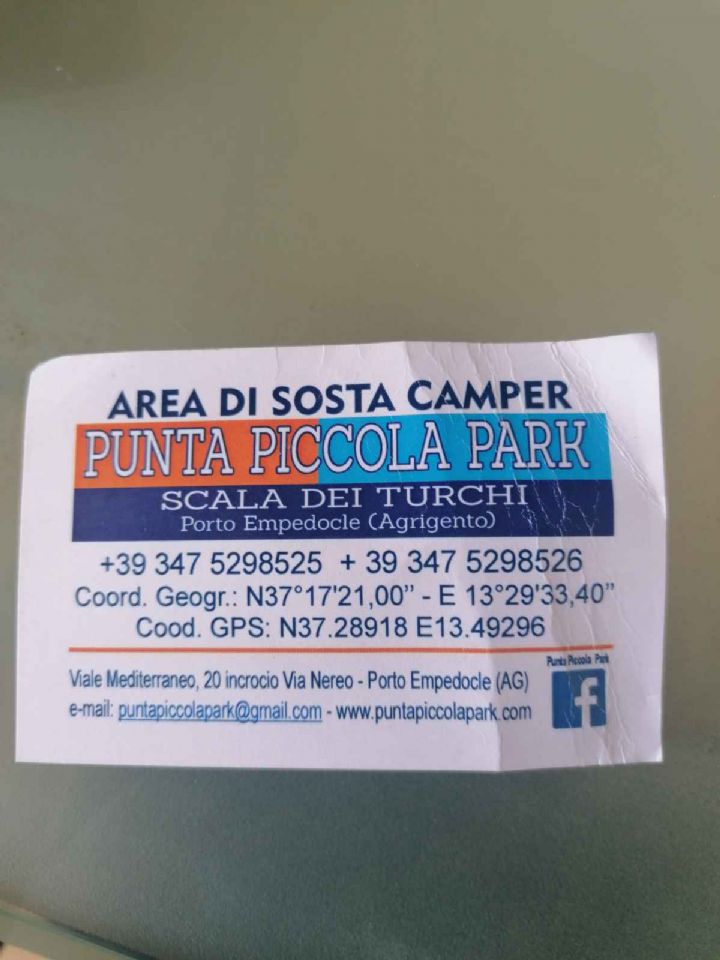 AREA DI SOSTA CAMPER
PUNTA PICCOLA PARK
SCALA DEI TURCHI
Porto Empedocle (Agrigento)
+39 347 5298525 + 39 347 5298526
Coord. Geogr.: N37°17'21,00” - E 13°29'33,40”
Cood. GPS: N37.28918 E13.49296
Punta Piccola Park
Viale Mediterraneo, 20 incrocio Via Nereo - Porto Empedocle (AG)
e-mail: puntapiccolapark@gmail.com - www.puntapiccolapark.com
f